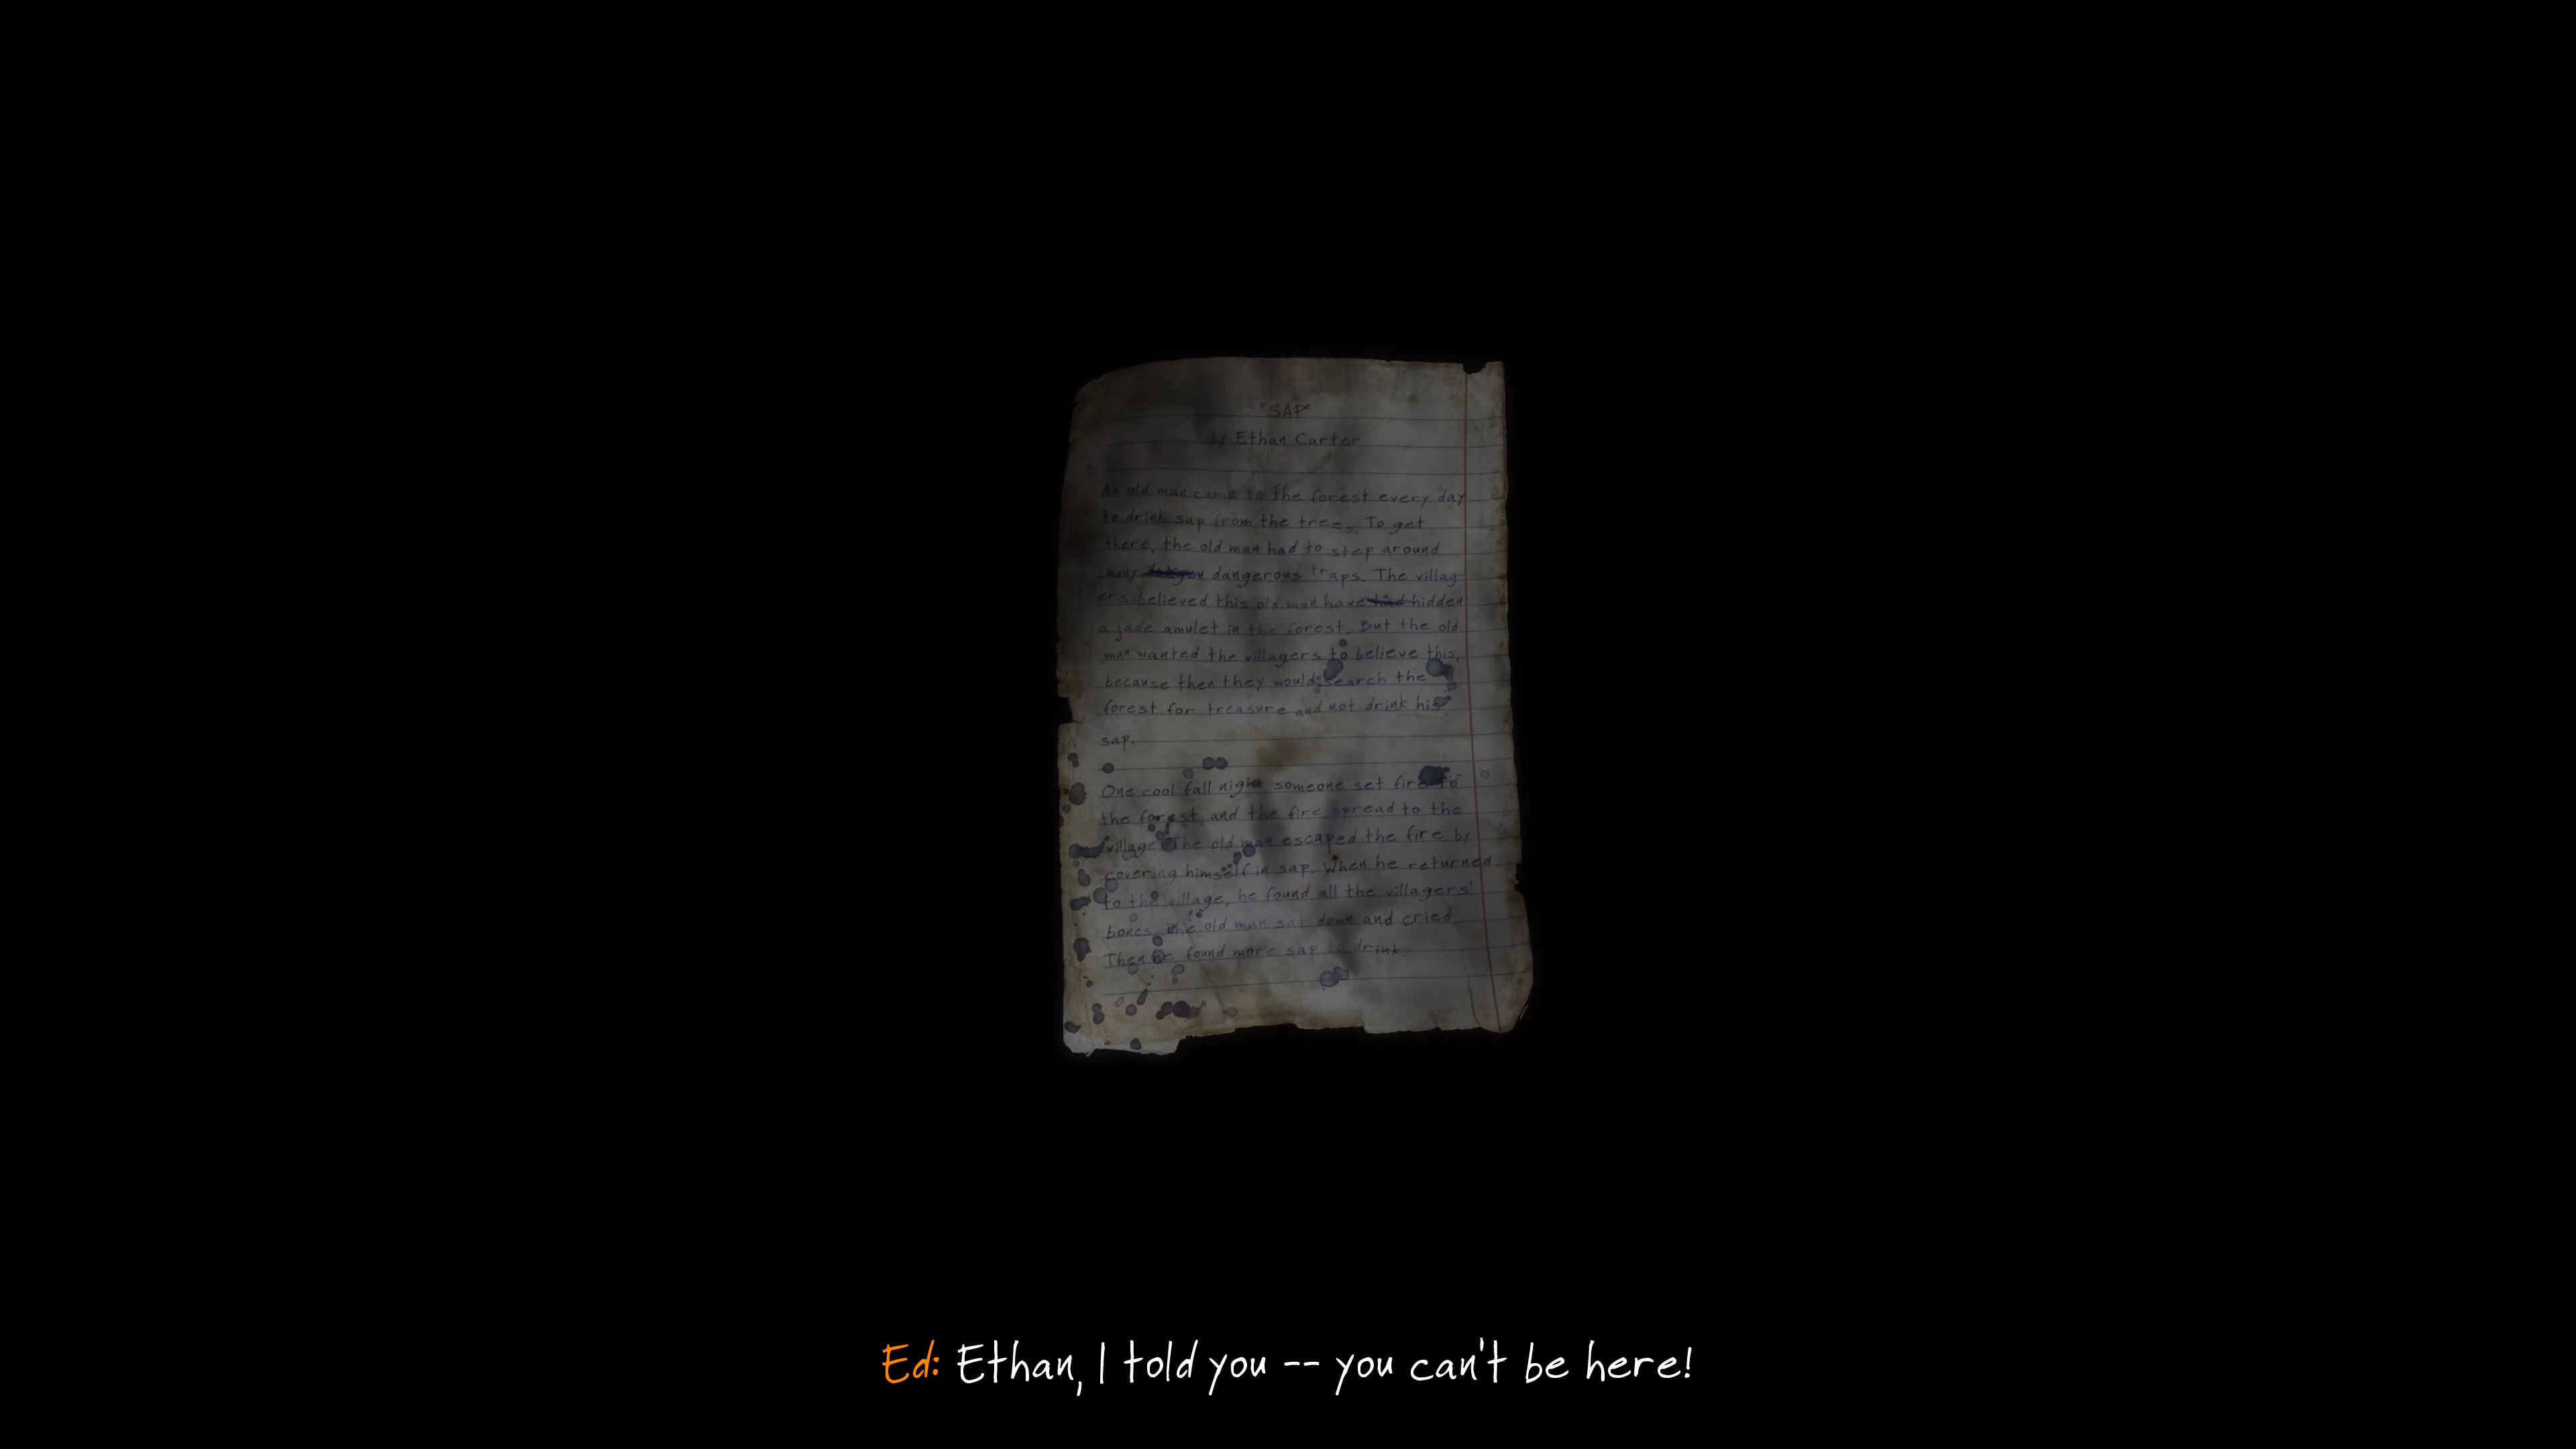 "SAP"
by Ethan Carter
An old man came to the forest every day
to drink sap from the trees. To get
there, the old man had to step around
many dangerous traps. The villag-
ers believed this old man have had hidden
a jade amulet in the forest. But the old
man wanted the villagers to believe this,
because then they would search the
forest for treasure and not drink his
sap.
One cool fall night someone set fire to
the forest, and the fire spread to the
village. The old man escaped the fire by
covering himself in sap. When he returned
to the village, he found all the villagers'
bones. The old man sat down and cried.
Then he found more sap to drink.
Ed: Ethan, I told you -- you can't be here!